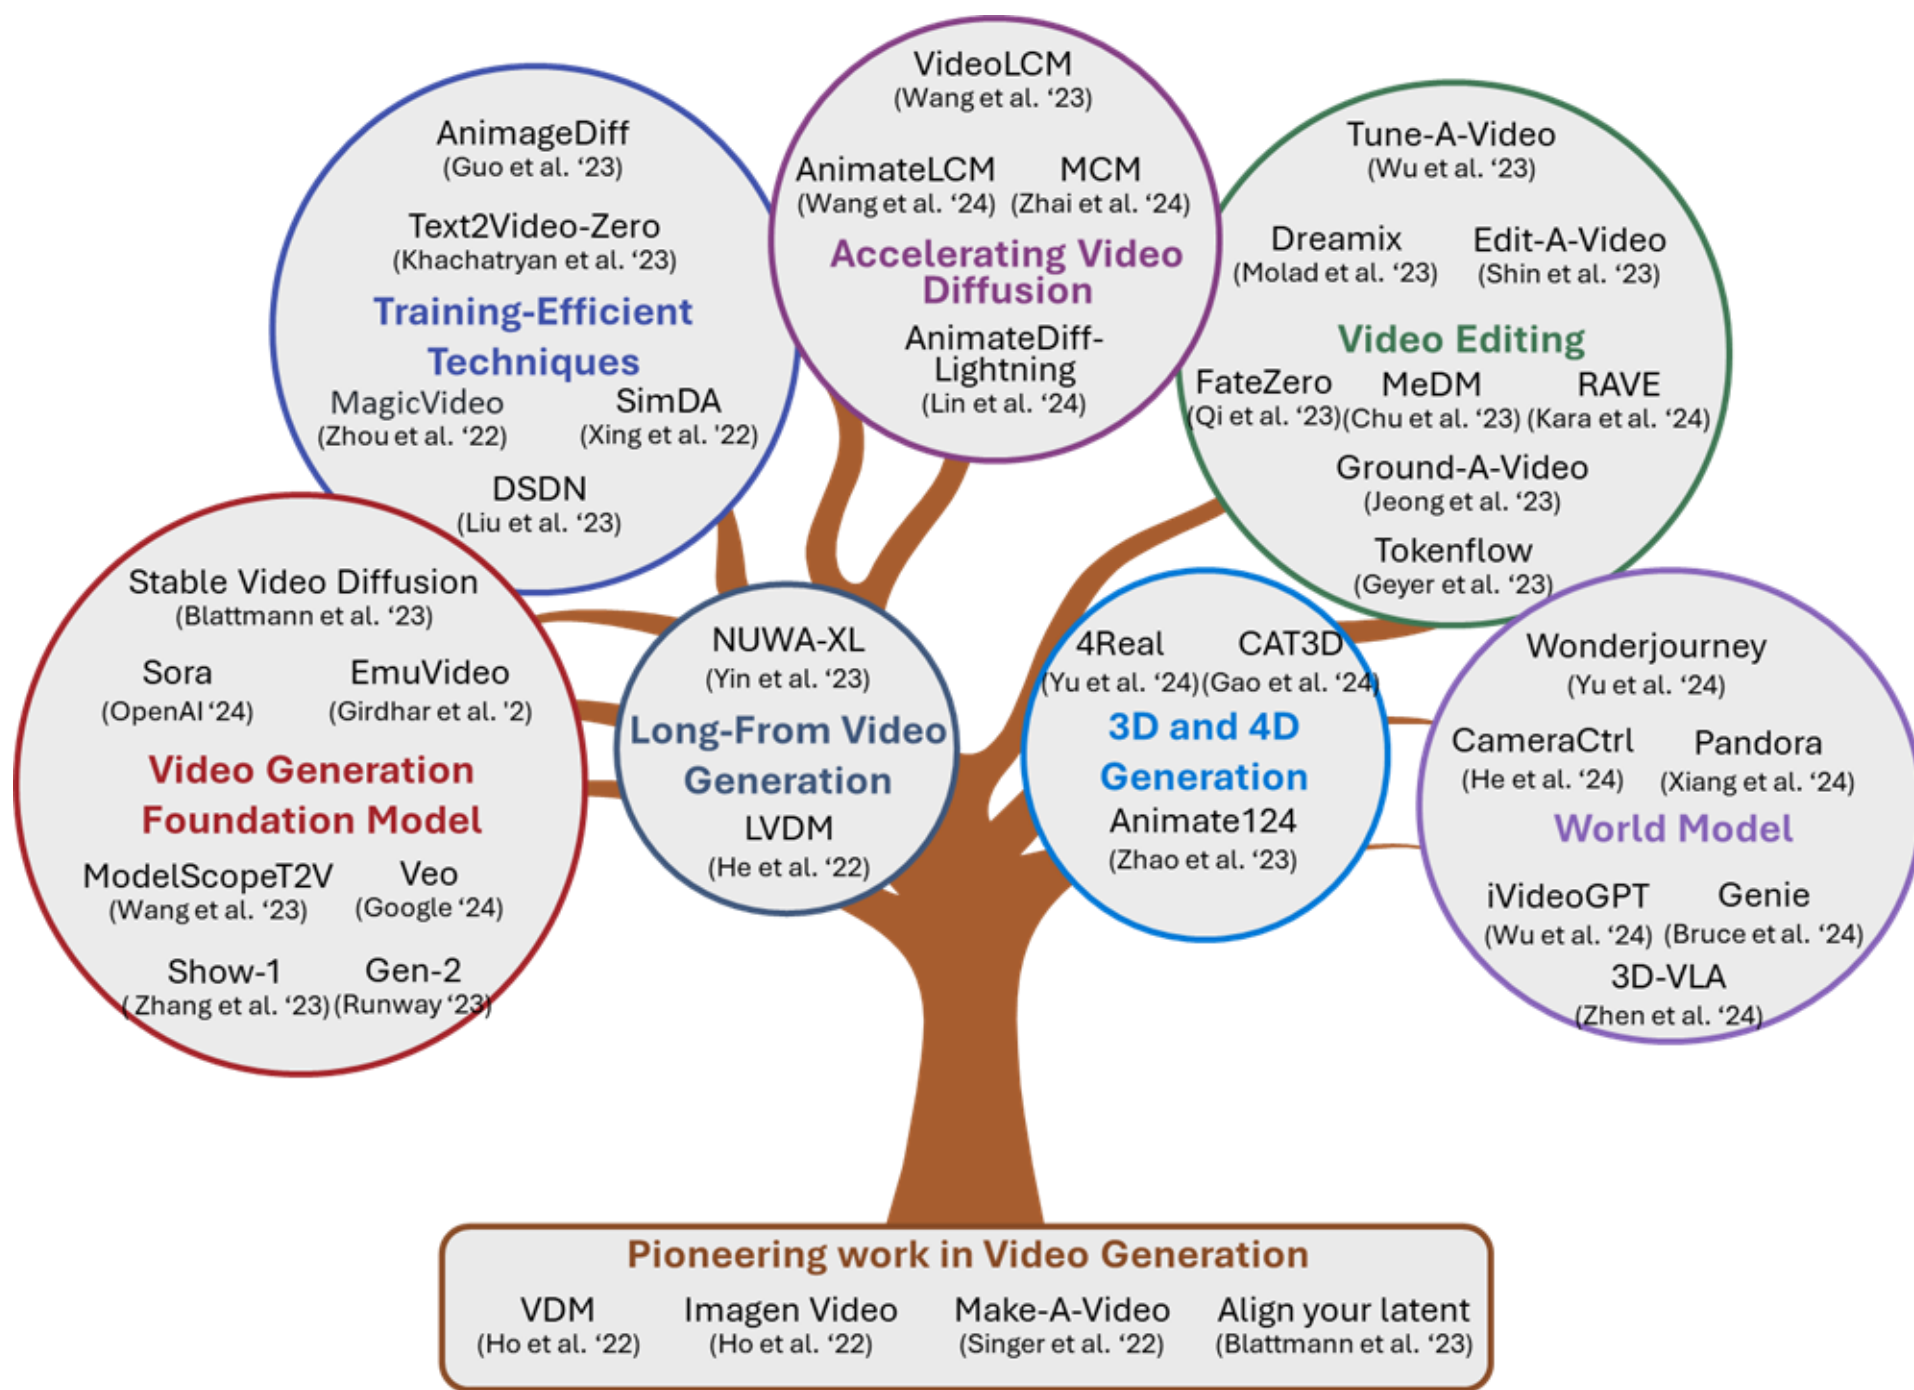 VideoLCM
(Wang et al. ‘23)
AnimateLCM MCM
(Wang et al. ‘24) (Zhai et al. ‘24)
Accelerating Video
Diffusion
AnimateDiff-
Lightning
(Lin et al. ‘24)
AnimageDiff
(Guo et al. ‘23)
Text2Video-Zero
(Khachatryan et al. ‘23)
Training-Efficient
Techniques
MagicVideo SimDA
(Zhou et al. ‘22) (Xing et al. '22)
DSDN
(Liu et al. ‘23)
Tune-A-Video
(Wu et al. ‘23)
Dreamix Edit-A-Video
(Molad et al. ‘23) (Shin et al. ‘23)
Video Editing
FateZero MeDM RAVE
(Qi et al. ‘23) (Chu et al. ‘23) (Kara et al. ‘24)
Ground-A-Video
(Jeong et al. ‘23)
Tokenflow
(Geyer et al. ‘23)
Stable Video Diffusion
(Blattmann et al. ‘23)
Sora EmuVideo
(OpenAI ‘24) (Girdhar et al. '2)
Video Generation
Foundation Model
ModelScopeT2V Veo
(Wang et al. ‘23) (Google ‘24)
Show-1 Gen-2
( Zhang et al. ‘23) (Runway ‘23)
NUWA-XL
(Yin et al. ‘23)
Long-From Video
Generation
LVDM
(He et al. ‘22)
4Real CAT3D
(Yu et al. ‘24) (Gao et al. ‘24)
3D and 4D
Generation
Animate124
(Zhao et al. ‘23)
Wonderjourney
(Yu et al. ‘24)
CameraCtrl Pandora
(He et al. ‘24) (Xiang et al. ‘24)
World Model
iVideoGPT Genie
(Wu et al. ‘24) (Bruce et al. ‘24)
3D-VLA
(Zhen et al. ‘24)
Pioneering work in Video Generation
VDM Imagen Video Make-A-Video Align your latent
(Ho et al. ‘22) (Ho et al. ‘22) (Singer et al. ‘22) (Blattmann et al. ‘23)